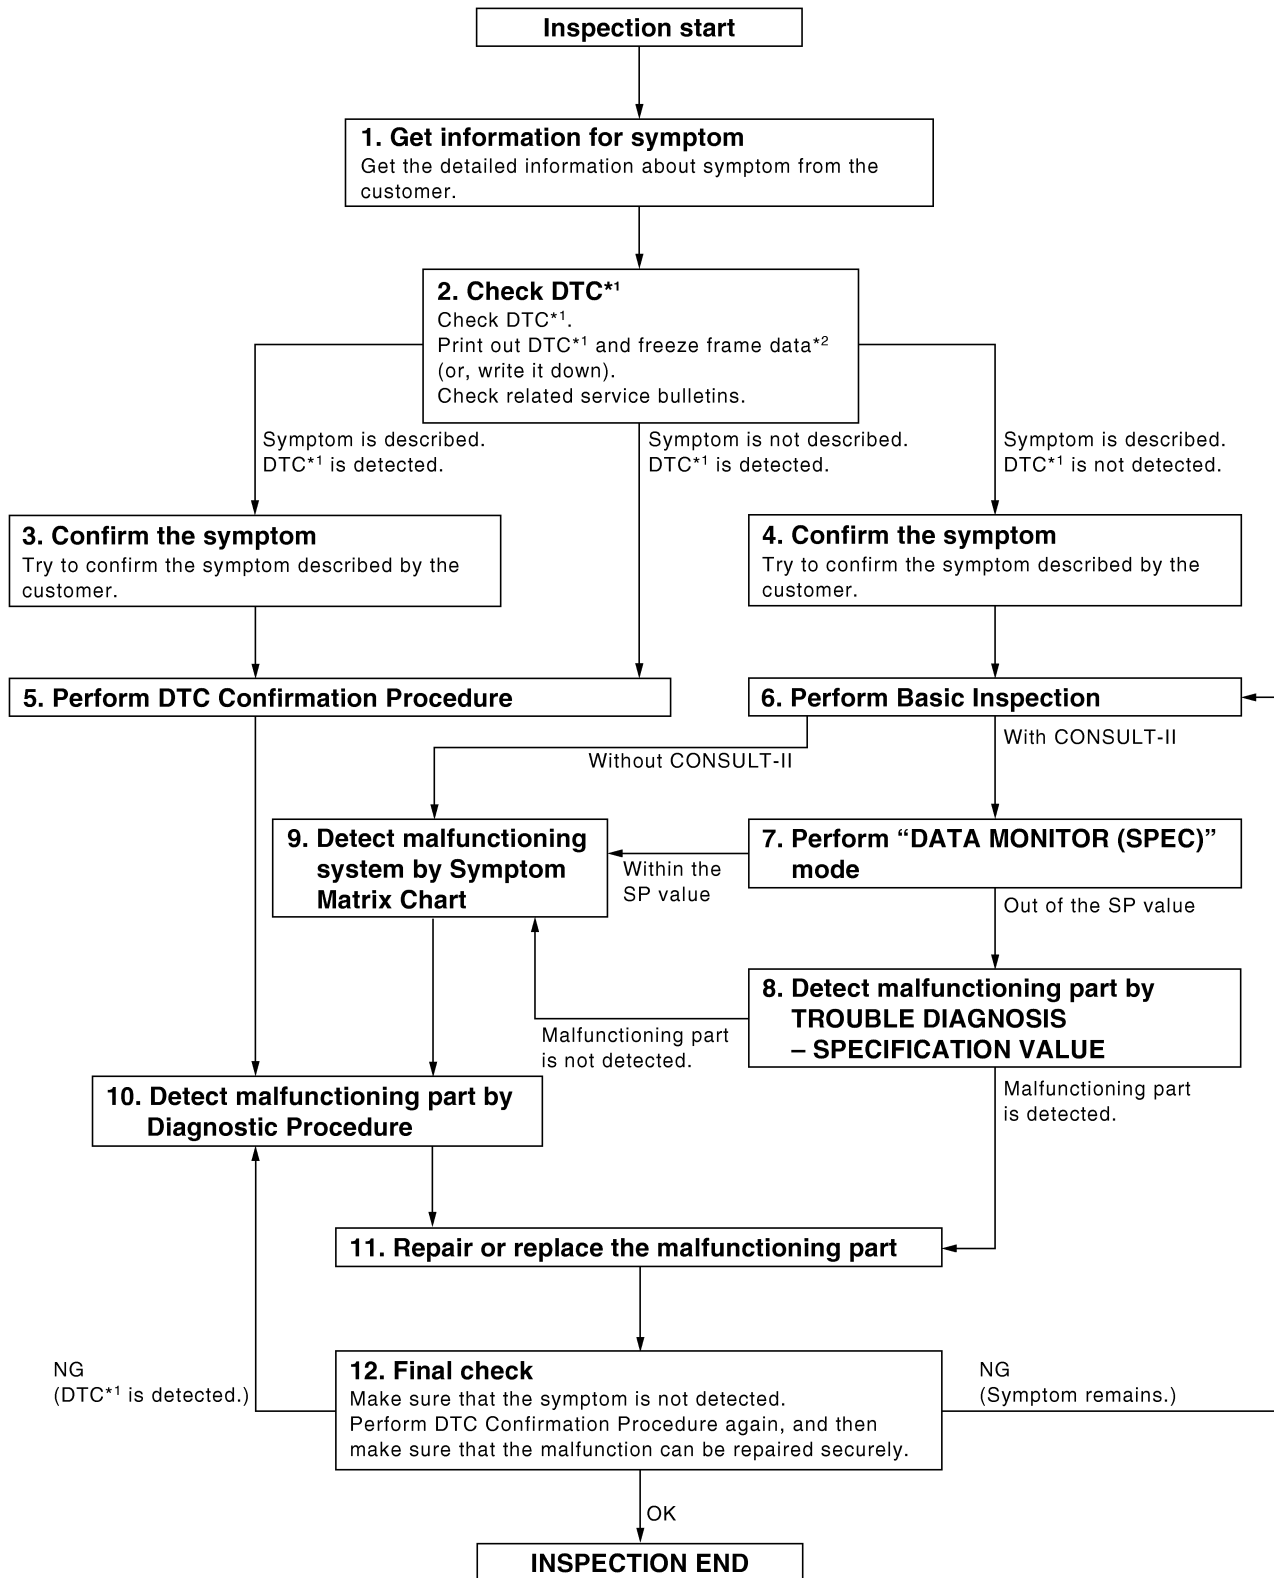 Inspection start
1. Get information for symptom
Get the detailed information about symptom from the
customer.
2. Check DTC*1
Check DTC*1.
Print out DTC*1 and freeze frame data*2
(or, write it down).
Check related service bulletins.
Symptom is described.
DTC*1 is detected.
Symptom is not described.
DTC*1 is detected.
Symptom is described.
DTC*1 is not detected.
3. Confirm the symptom
Try to confirm the symptom described by the
customer.
4. Confirm the symptom
Try to confirm the symptom described by the
customer.
5. Perform DTC Confirmation Procedure
6. Perform Basic Inspection
Without CONSULT-II
With CONSULT-II
9. Detect malfunctioning
system by Symptom
Matrix Chart
Within the
SP value
7. Perform “DATA MONITOR (SPEC)”
mode
Out of the SP value
8. Detect malfunctioning part by
TROUBLE DIAGNOSIS
– SPECIFICATION VALUE
Malfunctioning part
is not detected.
Malfunctioning part
is detected.
10. Detect malfunctioning part by
Diagnostic Procedure
11. Repair or replace the malfunctioning part
NG
(DTC*1 is detected.)
12. Final check
Make sure that the symptom is not detected.
Perform DTC Confirmation Procedure again, and then
make sure that the malfunction can be repaired securely.
NG
(Symptom remains.)
OK
INSPECTION END